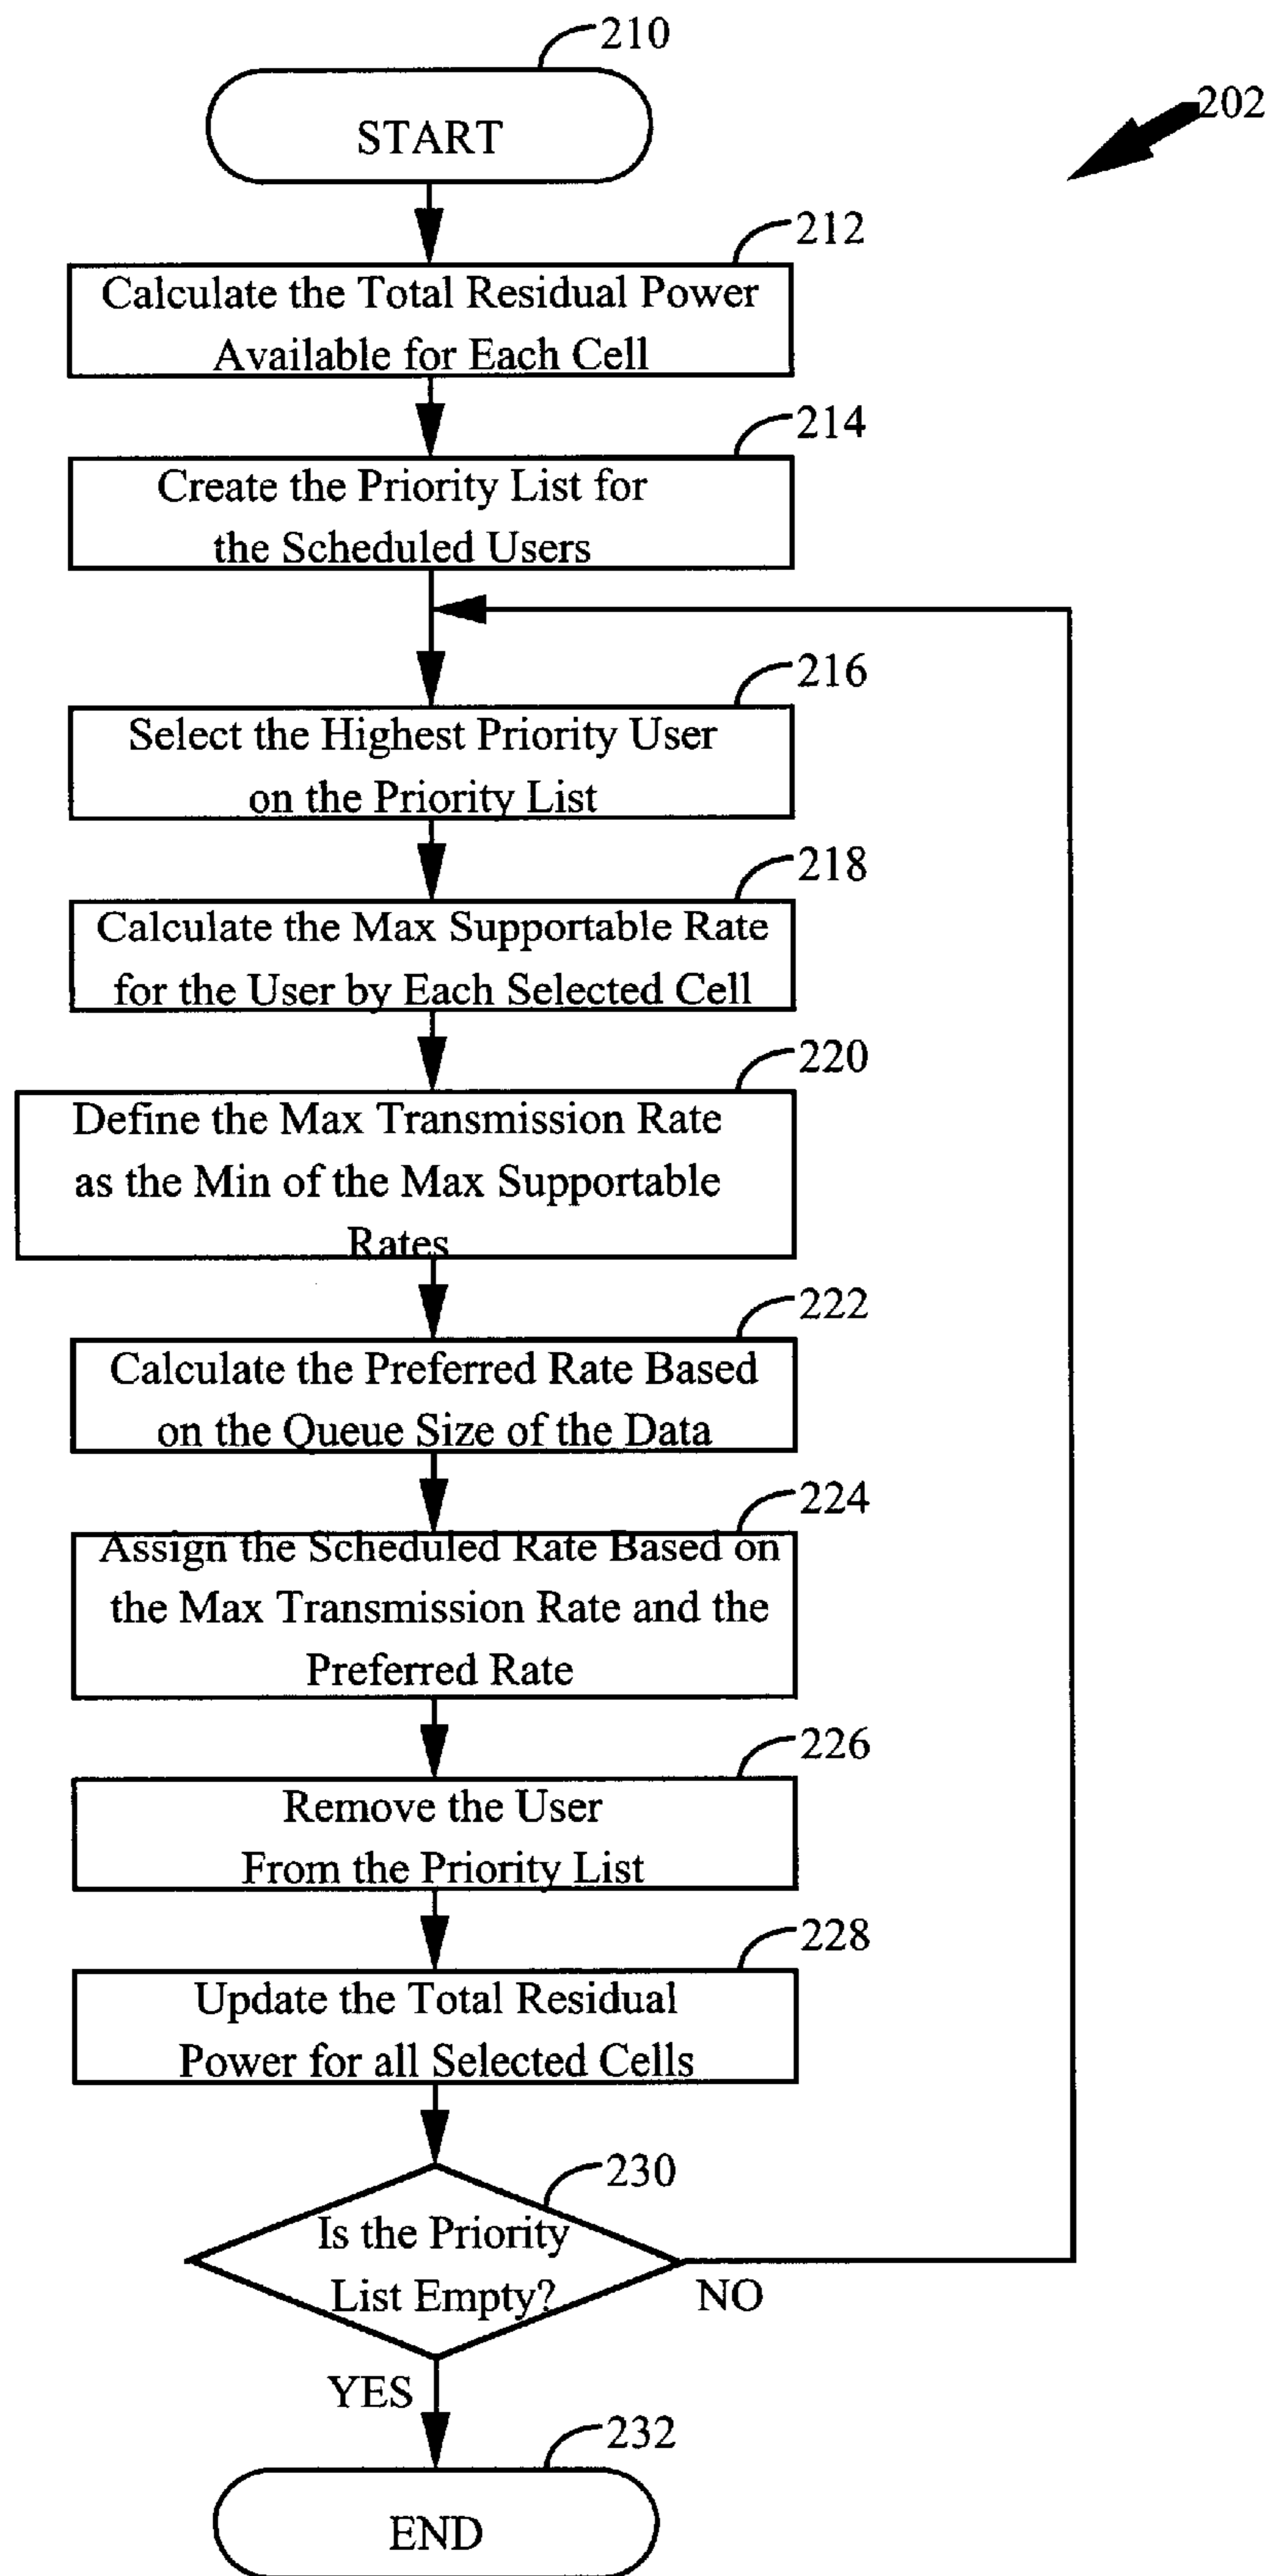 210
START
202
212
Calculate the Total Residual Power
Available for Each Cell
214
Create the Priority List for
the Scheduled Users
216
Select the Highest Priority User
on the Priority List
218
Calculate the Max Supportable Rate
for the User by Each Selected Cell
220
Define the Max Transmission Rate
as the Min of the Max Supportable
Rates
222
Calculate the Preferred Rate Based
on the Queue Size of the Data
224
Assign the Scheduled Rate Based on
the Max Transmission Rate and the
Preferred Rate
226
Remove the User
From the Priority List
228
Update the Total Residual
Power for all Selected Cells
230
Is the Priority
List Empty?
NO
YES
232
END